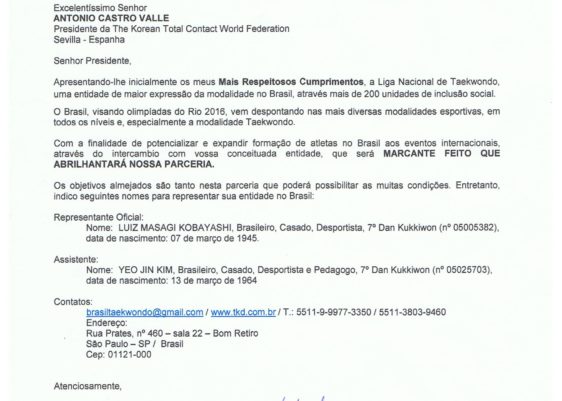 Excelentíssimo Senhor
ANTONIO CASTRO VALLE
Presidente da The Korean Total Contact World Federation
Sevilla - Espanha
Senhor Presidente,
Apresentando-lhe inicialmente os meus Mais Respeitosos Cumprimentos, a Liga Nacional de Taekwondo,
uma entidade de maior expressão da modalidade no Brasil, através mais de 200 unidades de inclusão social.
O Brasil, visando olimpíadas do Rio 2016, vem despontando nas mais diversas modalidades esportivas, em
todos os níveis e, especialmente a modalidade Taekwondo.
Com a finalidade de potencializar e expandir formação de atletas no Brasil aos eventos internacionais,
através do intercambio com vossa conceituada entidade, que será MARCANTE FEITO QUE
ABRILHANTARÁ NOSSA PARCERIA.
Os objetivos almejados são tanto nesta parceria que poderá possibilitar as muitas condições. Entretanto,
indico seguintes nomes para representar sua entidade no Brasil:
Representante Oficial:
Nome: LUIZ MASAGI KOBAYASHI, Brasileiro, Casado, Desportista, 7º Dan Kukkiwon (nº 05005382),
data de nascimento: 07 de março de 1945.
Assistente:
Nome: YEO JIN KIM, Brasileiro, Casado, Desportista e Pedagogo, 7º Dan Kukkiwon (nº 05025703),
data de nascimento: 13 de março de 1964
Contatos:
brasiltaekwondo@gmail.com / www.tkd.com.br / T.: 5511-9-9977-3350 / 5511-3803-9460
Endereço:
Rua Prates, nº 460 – sala 22 – Bom Retiro
São Paulo – SP / Brasil
Cep: 01121-000
Atenciosamente,